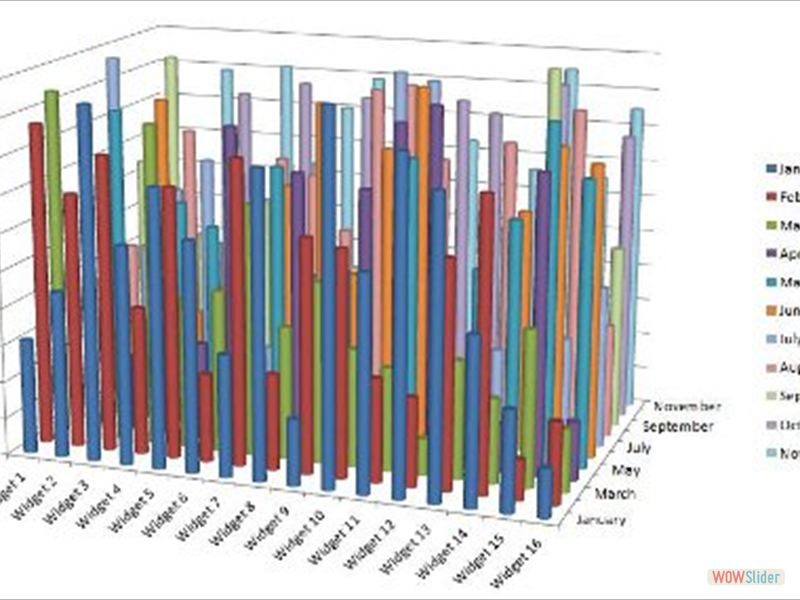 Jan
Feb
Ma
Apr
Ma
Jun
July
Aug
Sep
Oct
Nov
November
September
July
May
March
January
dget 1
Widget 2
Widget 3
Widget 4
Widget 5
Widget 6
Widget 7
Widget 8
Widget 9
Widget 10
Widget 11
Widget 12
Widget 13
Widget 14
Widget 15
Widget 16
WOWSlider